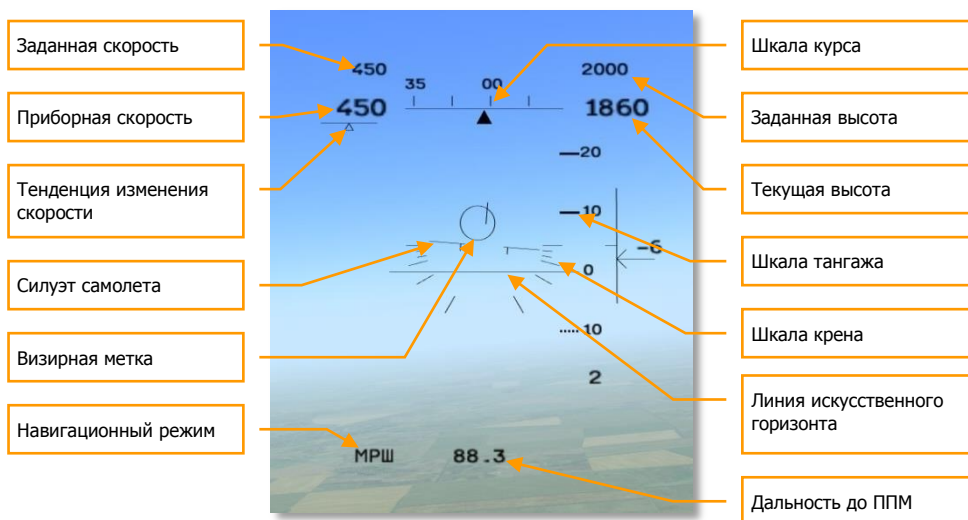 Заданная скорость
Приборная скорость
Тенденция изменения
скорости
Силуэт самолета
Визирная метка
Навигационный режим
450
35 00
2000
450
1860
20
10
-6
0
10
2
МРШ 88.3
Шкала курса
Заданная высота
Текущая высота
Шкала тангажа
Шкала крена
Линия искусственного
горизонта
Дальность до ППМ